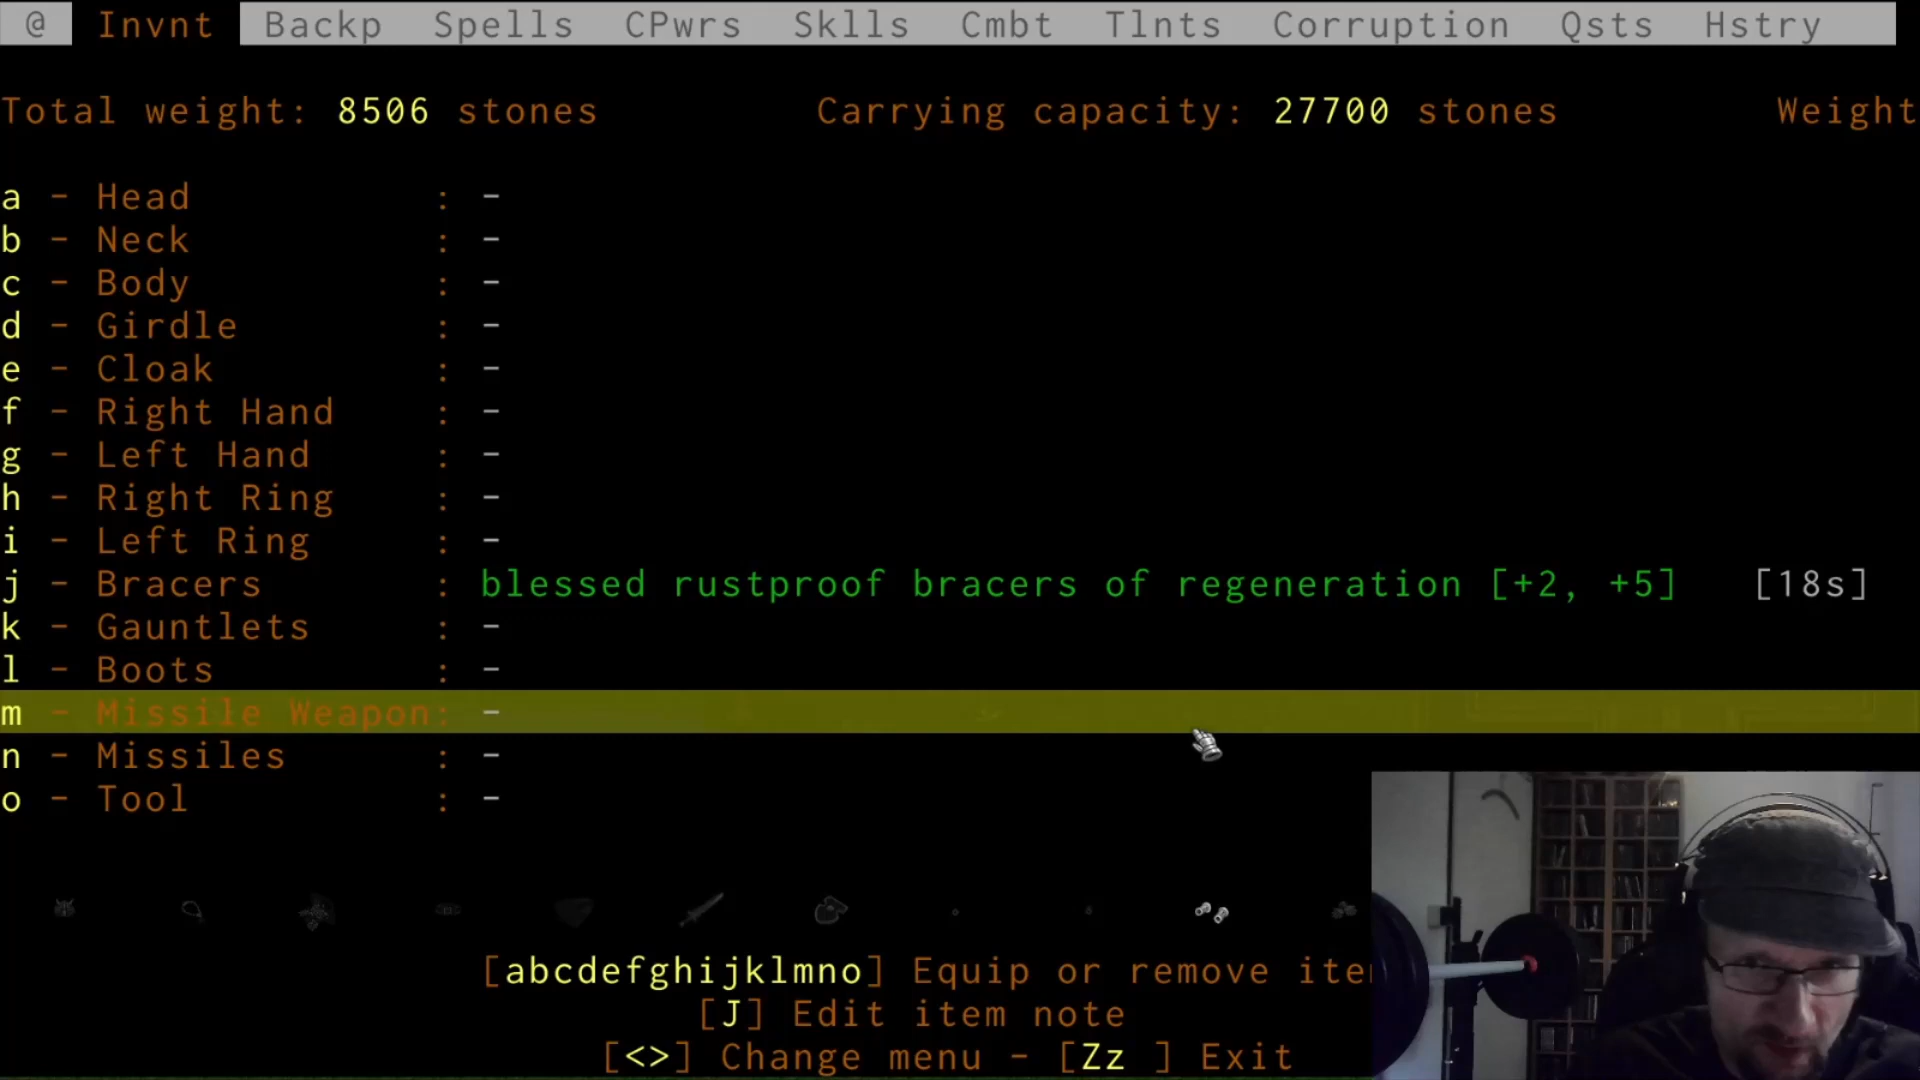 @ Invnt Backp Spells CPwrs Sklls Cmbt Tlnts Corruption Qsts Hstry
Total weight: 8506 stones Carrying capacity: 27700 stones Weight
a - Head : -
b - Neck : -
c - Body : -
d - Girdle : -
e - Cloak : -
f - Right Hand : -
g - Left Hand : -
h - Right Ring : -
i - Left Ring : -
j - Bracers : blessed rustproof bracers of regeneration [+2, +5] [18s]
k - Gauntlets : -
l - Boots : -
m - Missile Weapon: -
n - Missiles : -
o - Tool : -
[abcdefghijklmno] Equip or remove ite
[J] Edit item note
[<>] Change menu - [Zz ] Exit